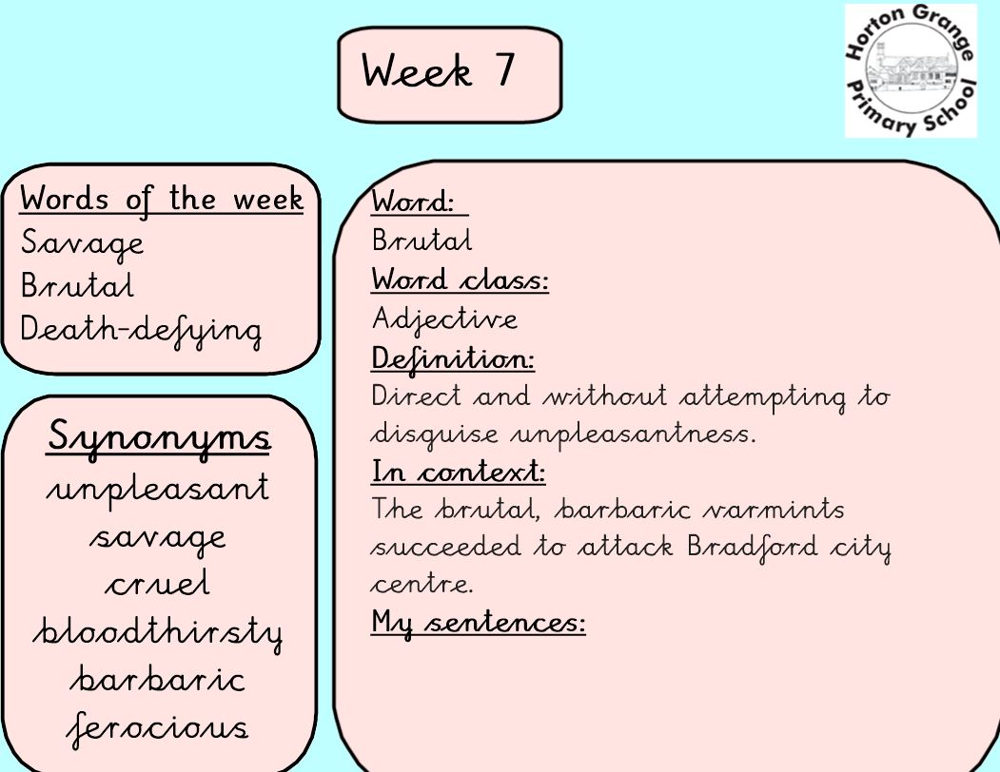 Week 7
Horton Grange
Primary School
Words of the week
Savage
Brutal
Death-defying
Synonyms
unpleasant
savage
cruel
bloodthirsty
barbaric
ferocious
Word:
Brutal
Word class:
Adjective
Definition:
Direct and without attempting to
disguise unpleasantness.
In context:
The brutal, barbaric varmints
succeeded to attack Bradford city
centre.
My sentences: